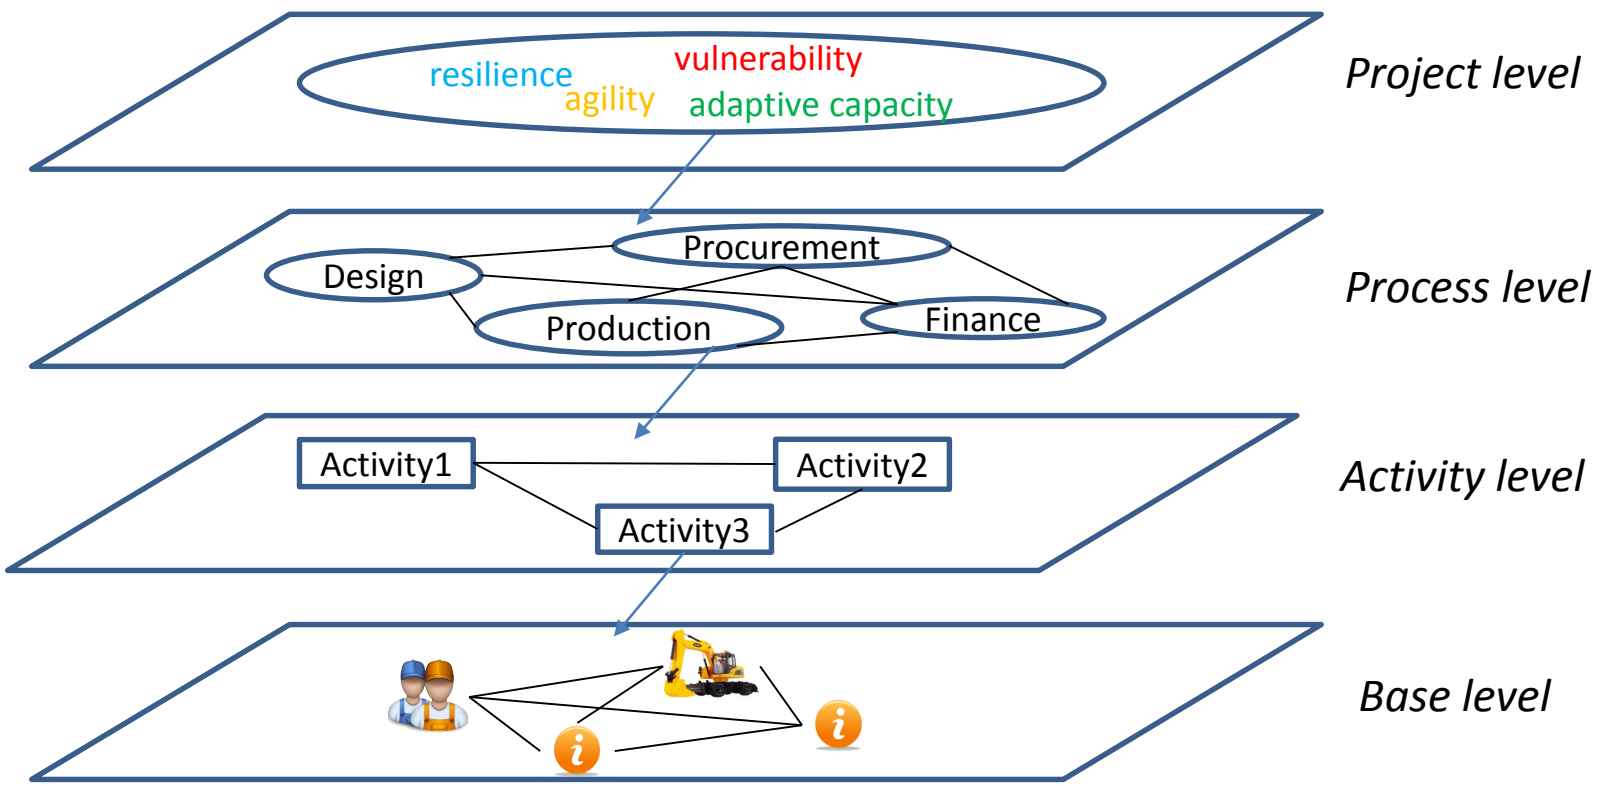 resilience
vulnerability
agility
adaptive capacity
Project level
Design
Procurement
Production
Finance
Process level
Activity1
Activity2
Activity3
Activity level
i
i
Base level